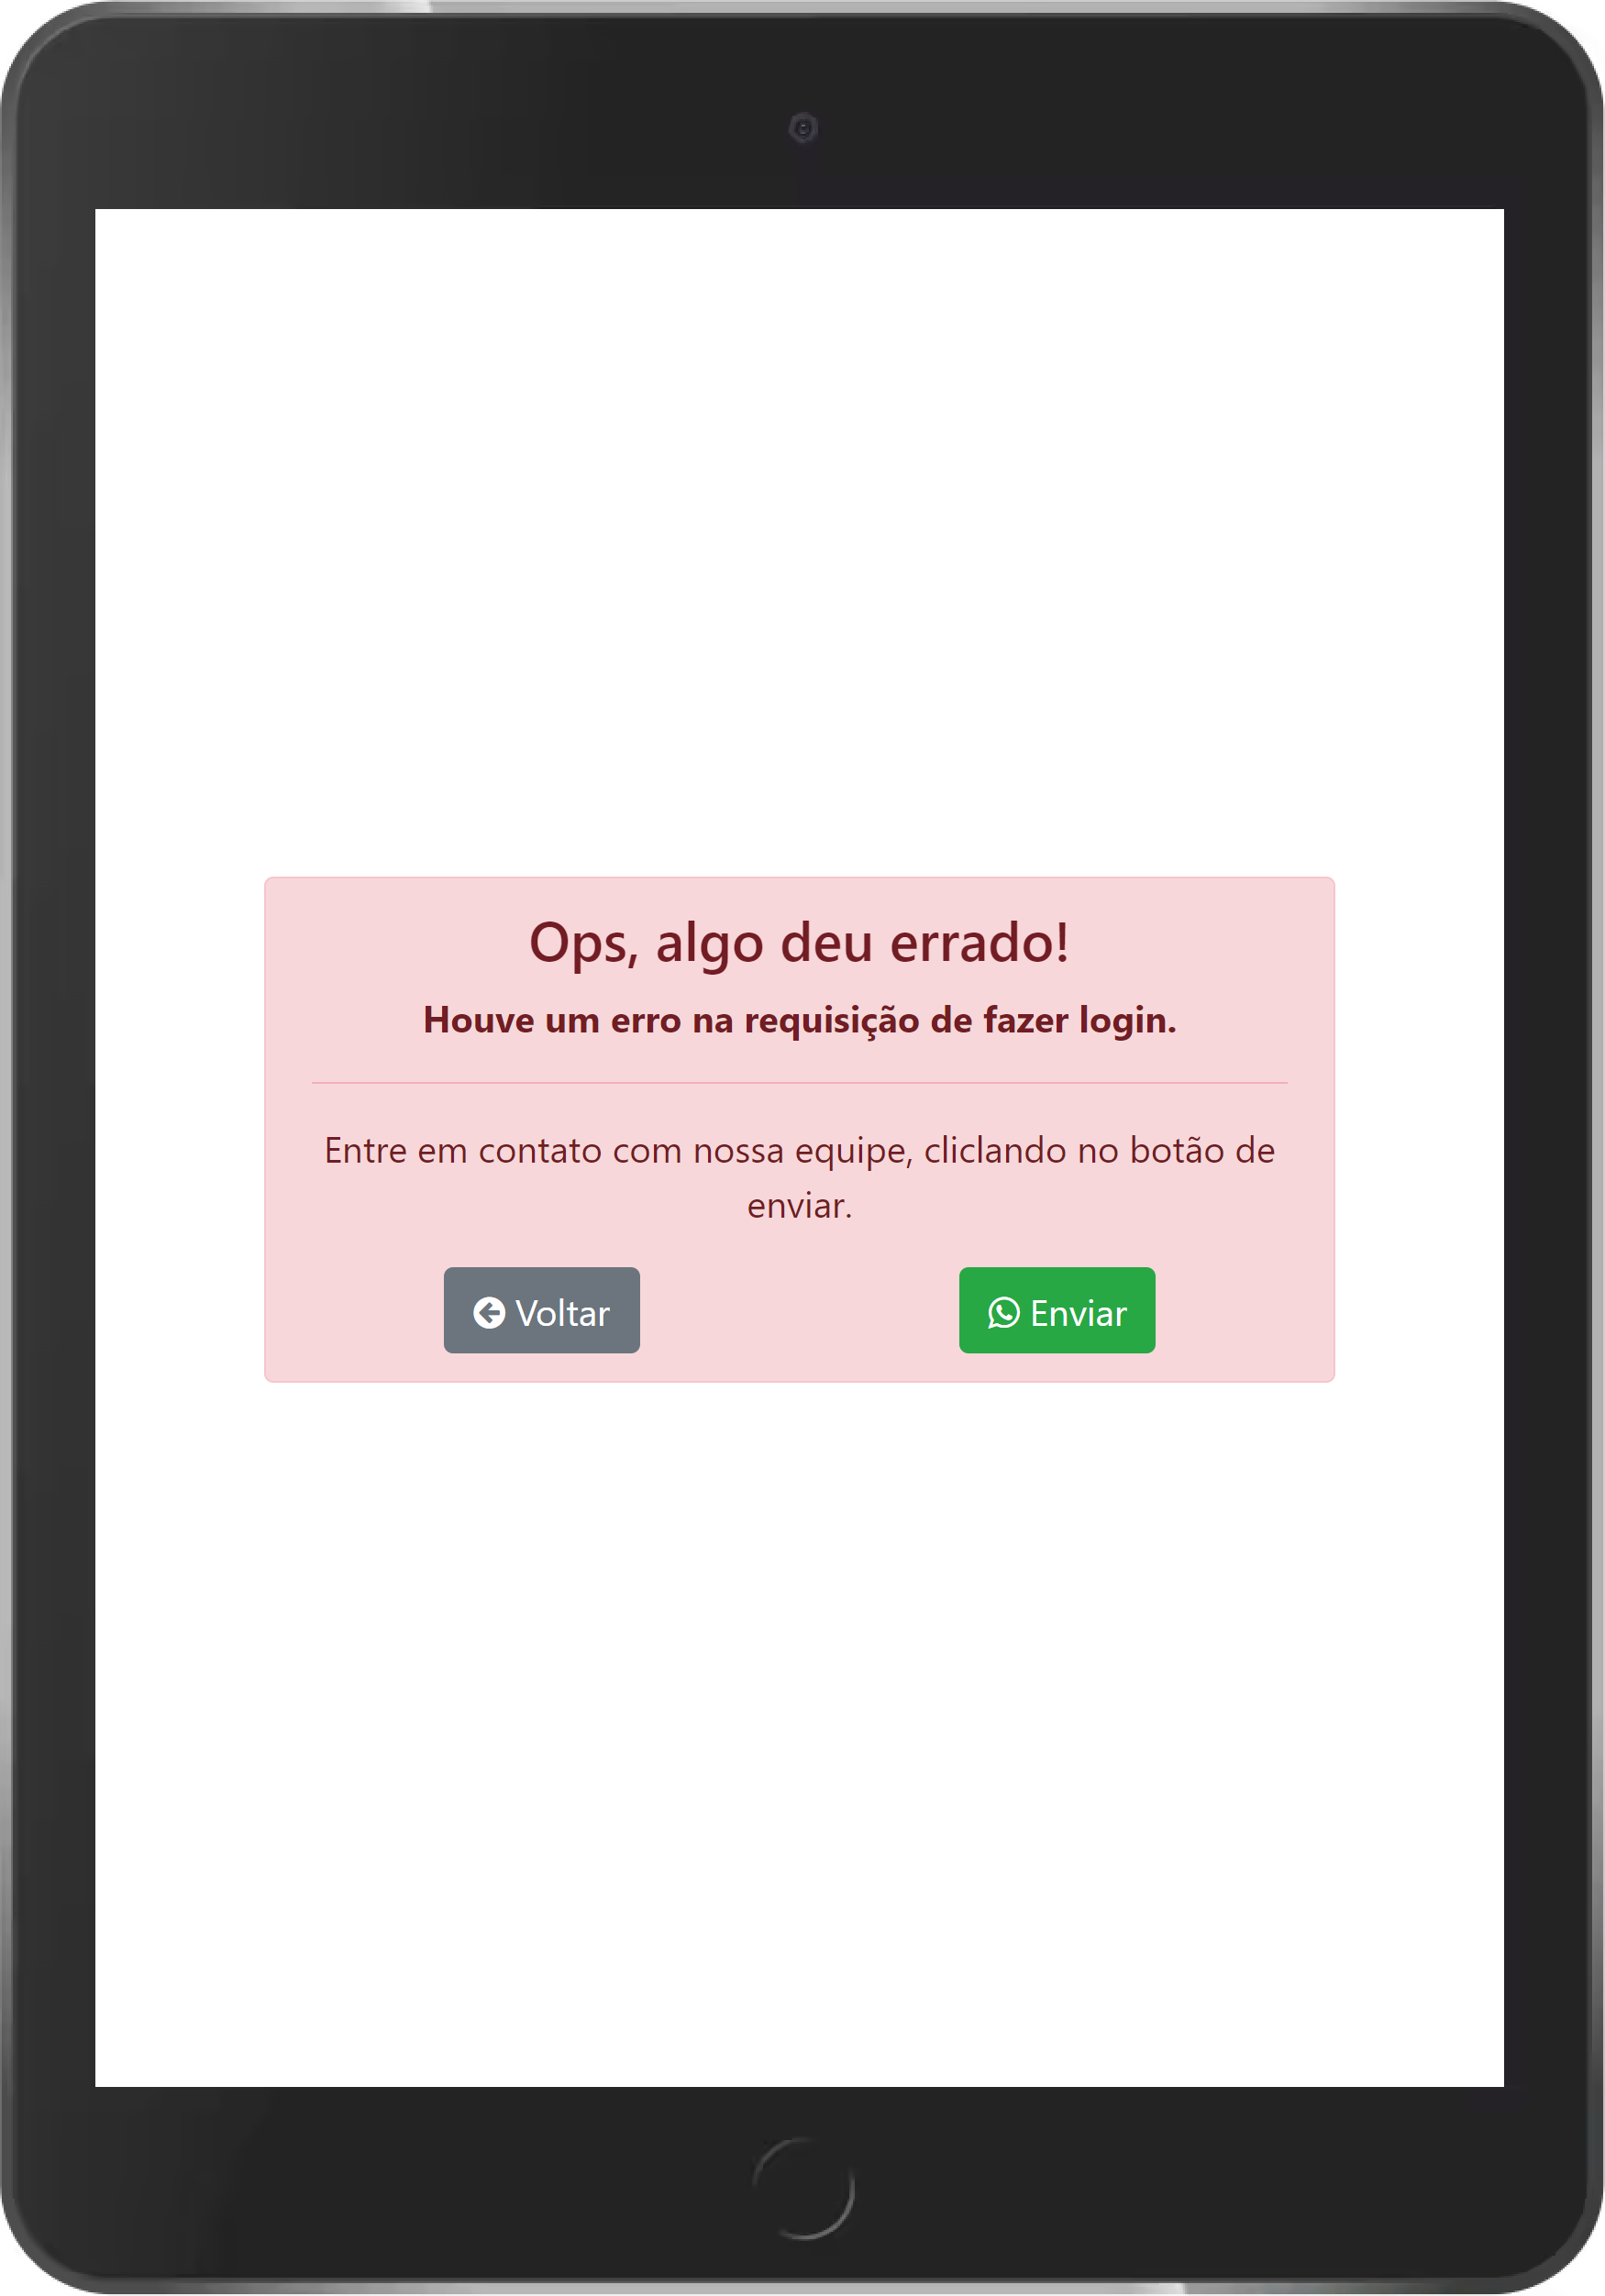 Ops, algo deu errado!
Houve um erro na requisição de fazer login.
Entre em contato com nossa equipe, cliclando no botão de
enviar.
Voltar
Enviar